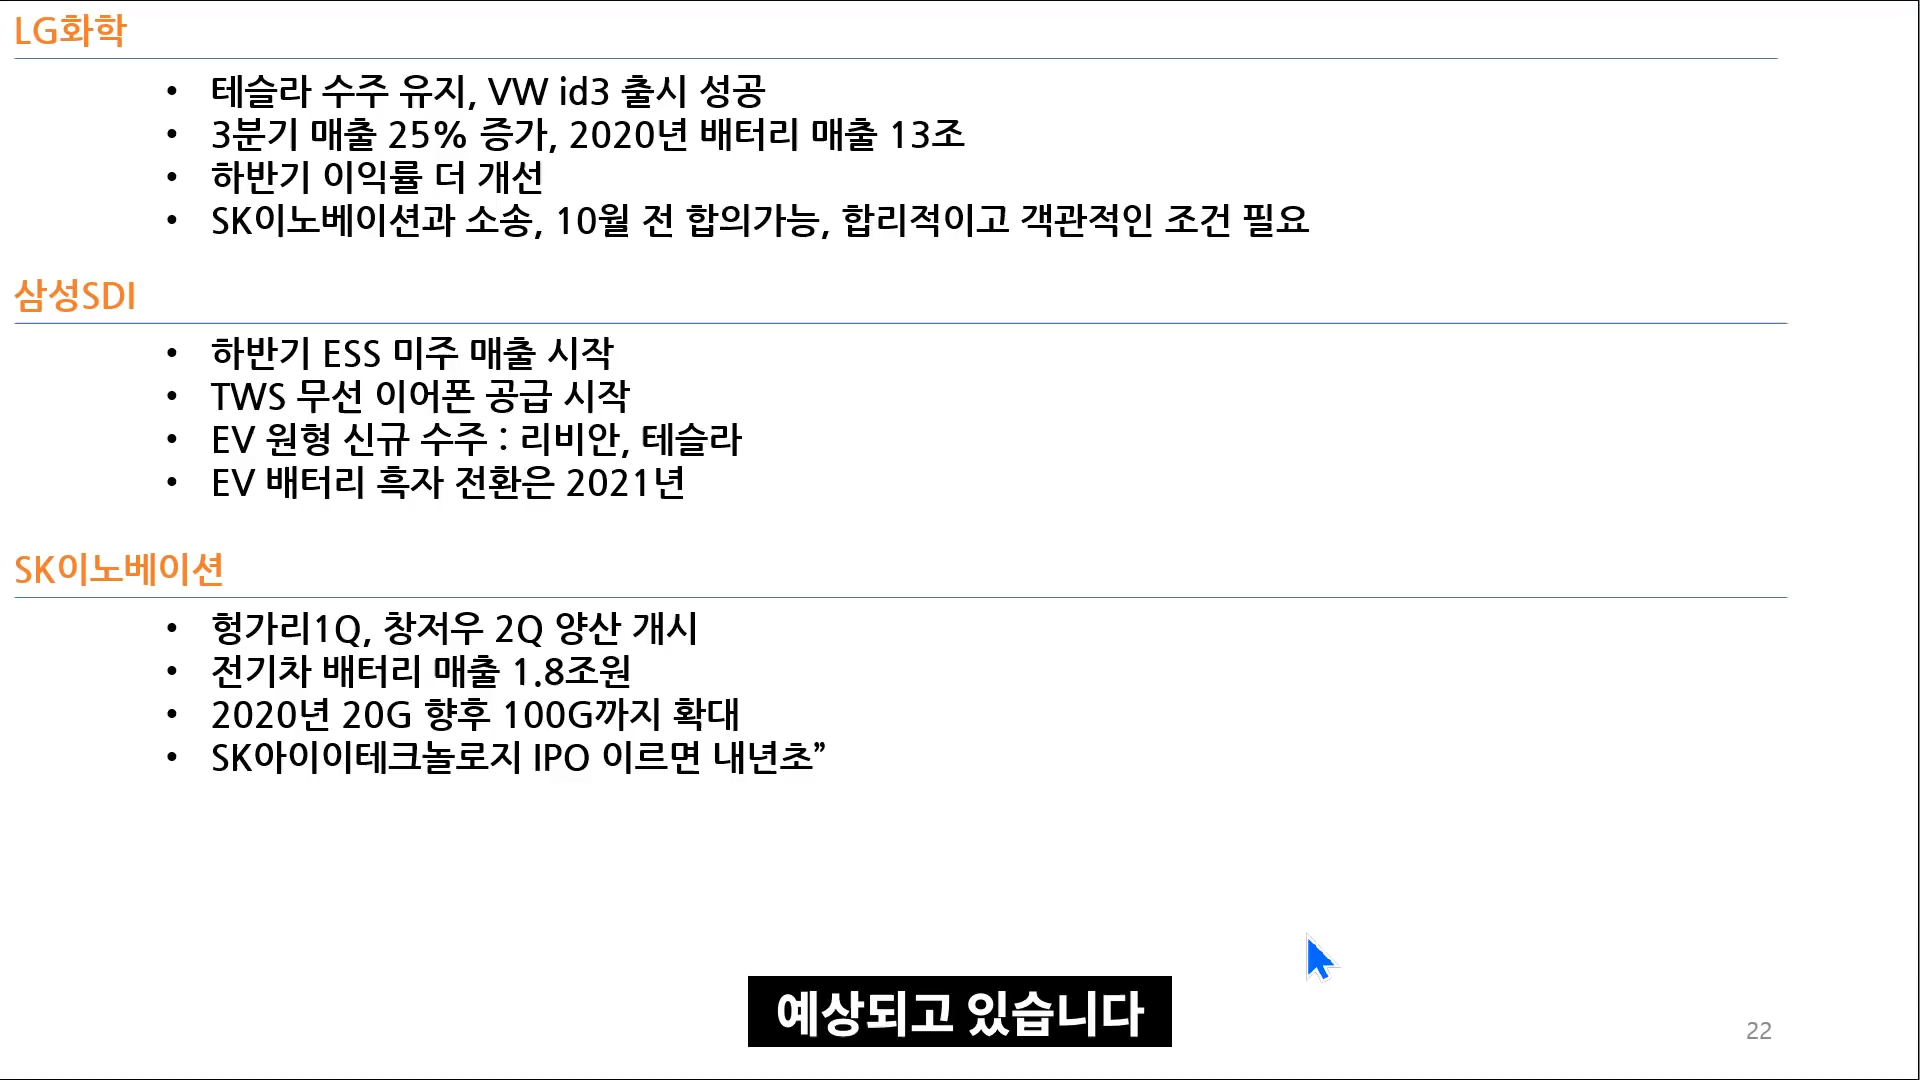 LG화학
• 테슬라 수주 유지, VW id3 출시 성공
• 3분기 매출 25% 증가, 2020년 배터리 매출 13조
• 하반기 이익률 더 개선
• SK이노베이션과 소송, 10월 전 합의가능, 합리적이고 객관적인 조건 필요
삼성SDI
• 하반기 ESS 미주 매출 시작
• TWS 무선 이어폰 공급 시작
• EV 원형 신규 수주 : 리비안, 테슬라
• EV 배터리 흑자 전환은 2021년
SK이노베이션
• 헝가리1Q, 창저우 2Q 양산 개시
• 전기차 배터리 매출 1.8조원
• 2020년 20G 향후 100G까지 확대
• SK아이이테크놀로지 IPO 이르면 내년초”
예상되고 있습니다
22